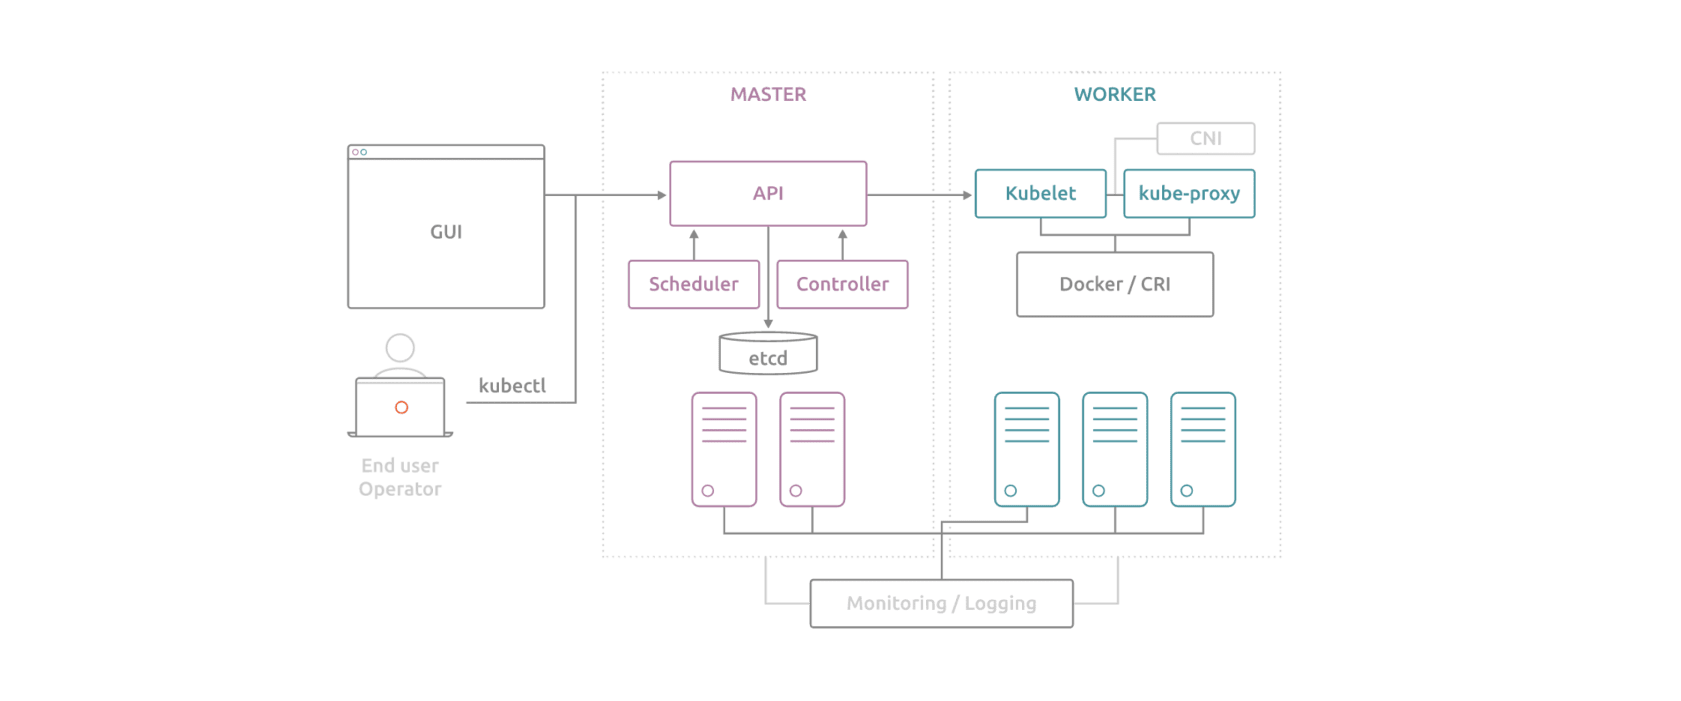 MASTER
WORKER
CNI
API
Kubelet
kube-proxy
GUI
Scheduler
Controller
Docker / CRI
etcd
kubectl
End user
Operator
Monitoring / Logging